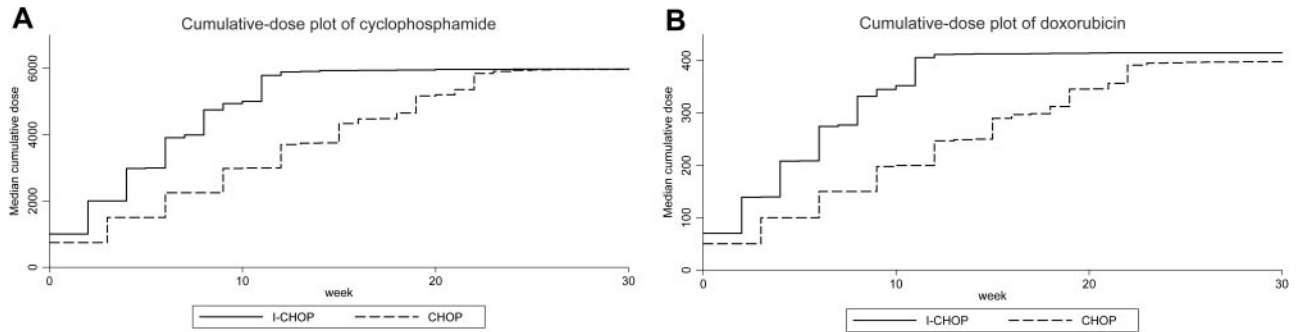 A
Cumulative-dose plot of cyclophosphamide
Median cumulative dose
6000
4000
2000
0
0 10 20 30
week
I-CHOP CHOP
B
Cumulative-dose plot of doxorubicin
Median cumulative dose
400
300
200
100
0
0 10 20 30
week
I-CHOP CHOP